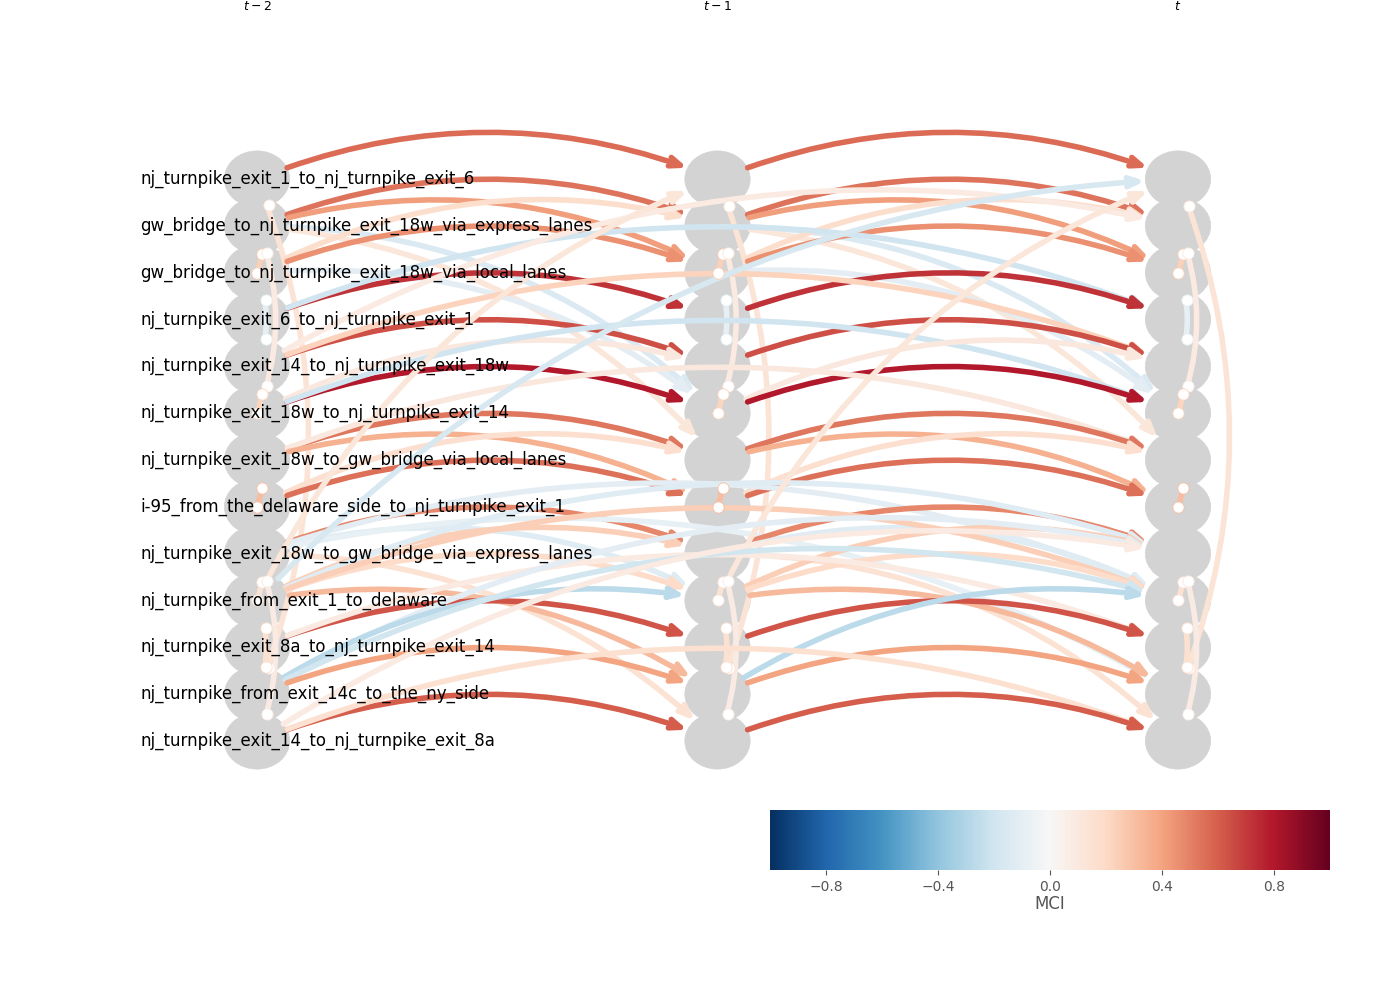 t − 2 t − 1 t
nj_turnpike_exit_1_to_nj_turnpike_exit_6
gw_bridge_to_nj_turnpike_exit_18w_via_express_lanes
gw_bridge_to_nj_turnpike_exit_18w_via_local_lanes
nj_turnpike_exit_6_to_nj_turnpike_exit_1
nj_turnpike_exit_14_to_nj_turnpike_exit_18w
nj_turnpike_exit_18w_to_nj_turnpike_exit_14
nj_turnpike_exit_18w_to_gw_bridge_via_local_lanes
i-95_from_the_delaware_side_to_nj_turnpike_exit_1
nj_turnpike_exit_18w_to_gw_bridge_via_express_lanes
nj_turnpike_from_exit_1_to_delaware
nj_turnpike_exit_8a_to_nj_turnpike_exit_14
nj_turnpike_from_exit_14c_to_the_ny_side
nj_turnpike_exit_14_to_nj_turnpike_exit_8a
−0.8 −0.4 0.0 0.4 0.8
MCI